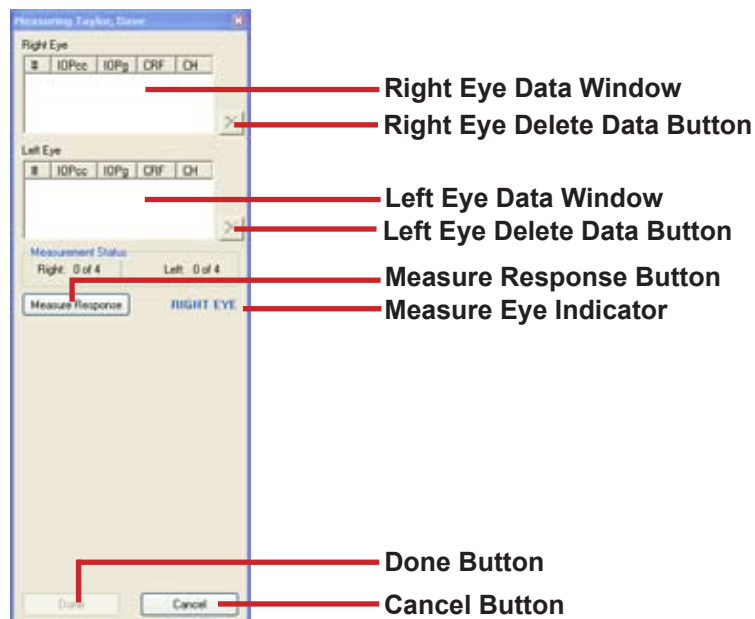 Measuring Taylor, Dave
Right Eye
# IOPcc IOPg CRF CH
Right Eye Data Window
Right Eye Delete Data Button
Left Eye
# IOPcc IOPg CRF CH
Left Eye Data Window
Left Eye Delete Data Button
Measurement Status
Right: 0 of 4 Left: 0 of 4
Measure Response Button
Measure Response RIGHT EYE
Measure Eye Indicator
Done Button
Done Cancel
Cancel Button